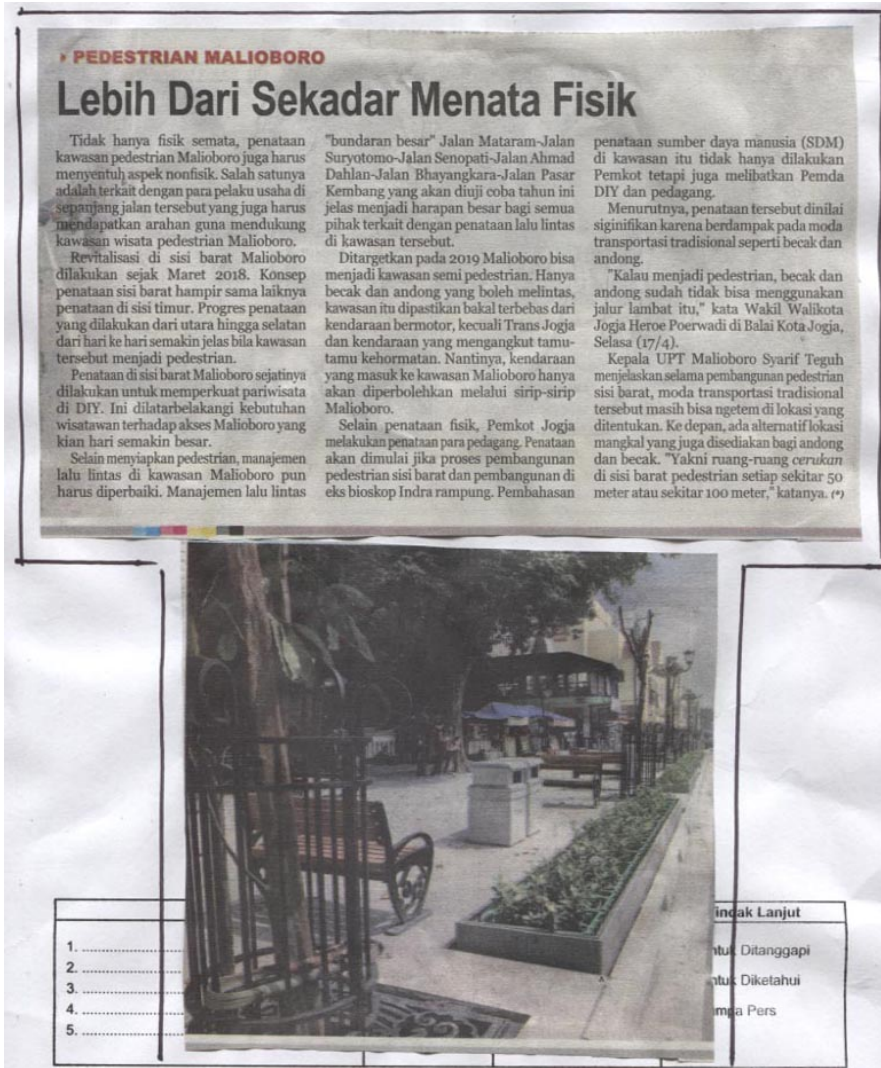 PEDESTRIAN MALIOBORO
Lebih Dari Sekadar Menata Fisik
Tidak hanya fisik semata, penataan
kawasan pedestrian Malioboro juga harus
menyentuh aspek nonfisik. Salah satunya
adalah terkait dengan para pelaku usaha di
sepanjang jalan tersebut yang juga harus
mendapatkan arahan guna mendukung
kawasan wisata pedestrian Malioboro.
Revitalisasi di sisi barat Malioboro
dilakukan sejak Maret 2018. Konsep
penataan sisi barat hampir sama laiknya
penataan di sisi timur. Progres penataan
yang dilakukan dari utara hingga selatan
dari hari ke hari semakin jelas bila kawasan
tersebut menjadi pedestrian.
Penataan di sisi barat Malioboro sejatinya
dilakukan untuk memperkuat pariwisata
di DIY. Ini dilatarbelakangi kebutuhan
wisatawan terhadap akses Malioboro yang
kian hari semakin besar.
Selain menyiapkan pedestrian, manajemen
lalu lintas di kawasan Malioboro pun
harus diperbaiki. Manajemen lalu lintas
"bundaran besar" Jalan Mataram-Jalan
Suryotomo-Jalan Senopati-Jalan Ahmad
Dahlan-Jalan Bhayangkara-Jalan Pasar
Kembang yang akan diuji coba tahun ini
jelas menjadi harapan besar bagi semua
pihak terkait dengan penataan lalu lintas
di kawasan tersebut.
Ditargetkan pada 2019 Malioboro bisa
menjadi kawasan semi pedestrian. Hanya
becak dan andong yang boleh melintas,
kawasan itu dipastikan bakal terbebas dari
kendaraan bermotor, kecuali Trans Jogja
dan kendaraan yang mengangkut tamu-
tamu kehormatan. Nantinya, kendaraan
yang masuk ke kawasan Malioboro hanya
akan diperbolehkan melalui sirip-sirip
Malioboro.
Selain penataan fisik, Pemkot Jogja
melakukan penataan para pedagang. Penataan
akan dimulai jika proses pembangunan
pedestrian sisi barat dan pembangunan di
eks bioskop Indra rampung. Pembahasan
penataan sumber daya manusia (SDM)
di kawasan itu tidak hanya dilakukan
Pemkot tetapi juga melibatkan Pemda
DIY dan pedagang.
Menurutnya, penataan tersebut dinilai
siginifikan karena berdampak pada moda
transportasi tradisional seperti becak dan
andong.
"Kalau menjadi pedestrian, becak dan
andong sudah tidak bisa menggunakan
jalur lambat itu," kata Wakil Walikota
Jogja Heroe Poerwadi di Balai Kota Jogja,
Selasa (17/4).
Kepala UPT Malioboro Syarif Teguh
menjelaskan selama pembangunan pedestrian
sisi barat, moda transportasi tradisional
tersebut masih bisa ngetem di lokasi yang
ditentukan. Ke depan, ada alternatif lokasi
mangkal yang juga disediakan bagi andong
dan becak. "Yakni ruang-ruang cerukan
di sisi barat pedestrian setiap sekitar 50
meter atau sekitar 100 meter," katanya. (*)
indak Lanjut
1. ....................
2. ....................
3. ....................
4. ....................
5. ....................
ntuk Ditanggapi
ntuk Diketahui
mpa Pers